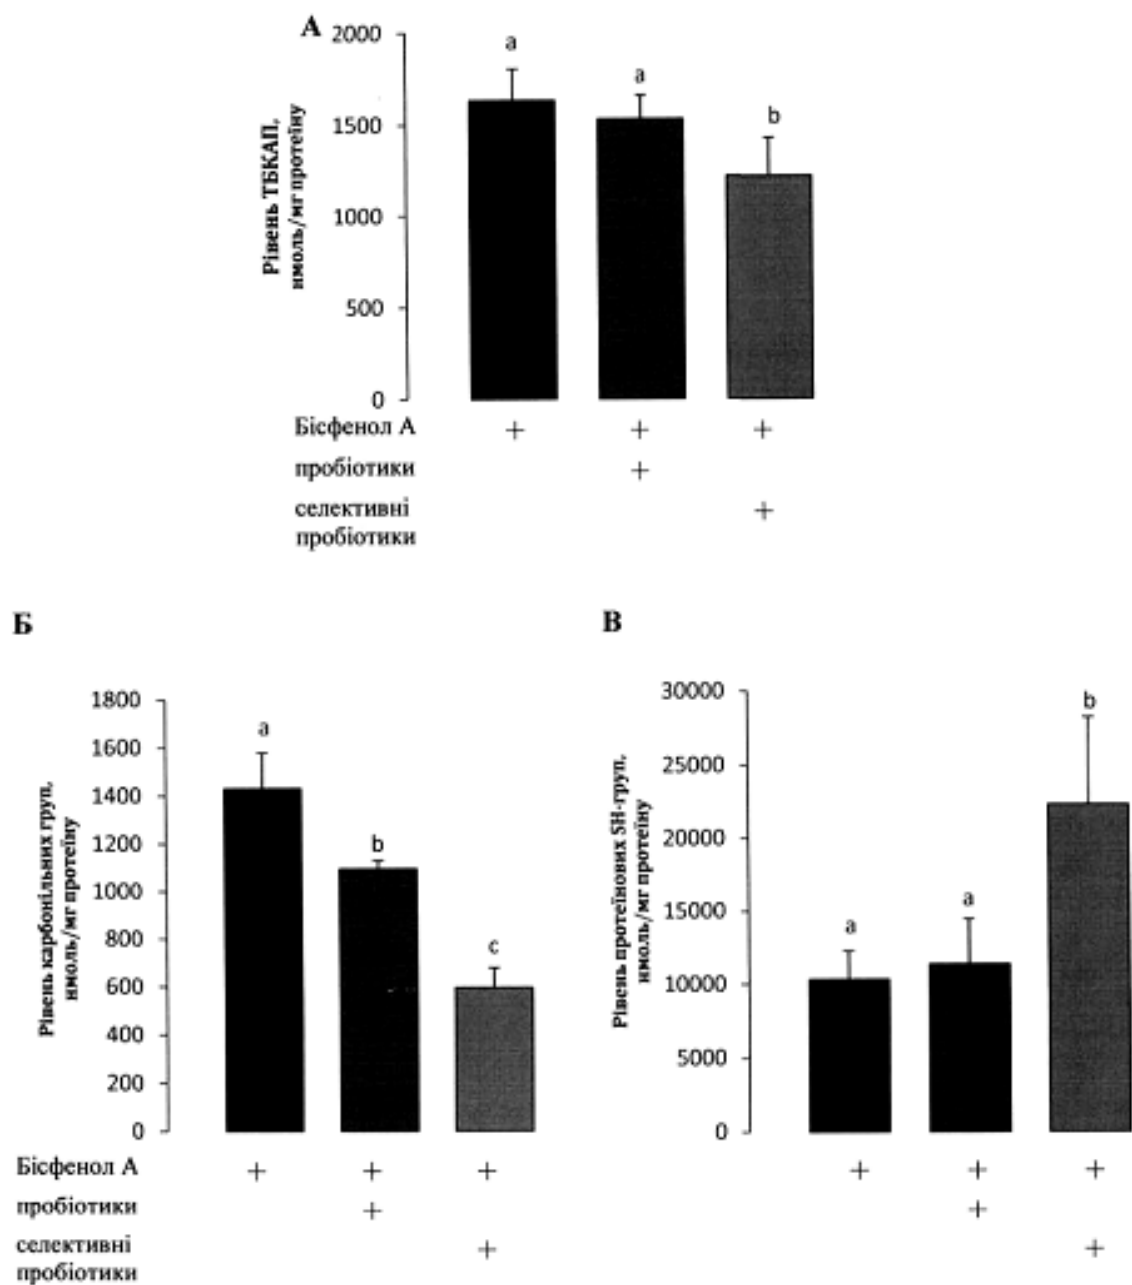 А
2000
1500
1000
500
0
Рівень ТБКАП,
нмоль/мг протеїну
a
a
b
Бісфенол А + + +
пробіотики +
селективні
пробіотики +
Б
Рівень карбонільних груп,
нмоль/мг протеїну
1800
1600
1400
1200
1000
800
600
400
200
0
a
b
c
Бісфенол А + + +
пробіотики +
селективні
пробіотики +
В
Рівень протеїнових SH-груп,
нмоль/мг протеїну
30000
25000
20000
15000
10000
5000
0
a
a
b
+ + +
+
+